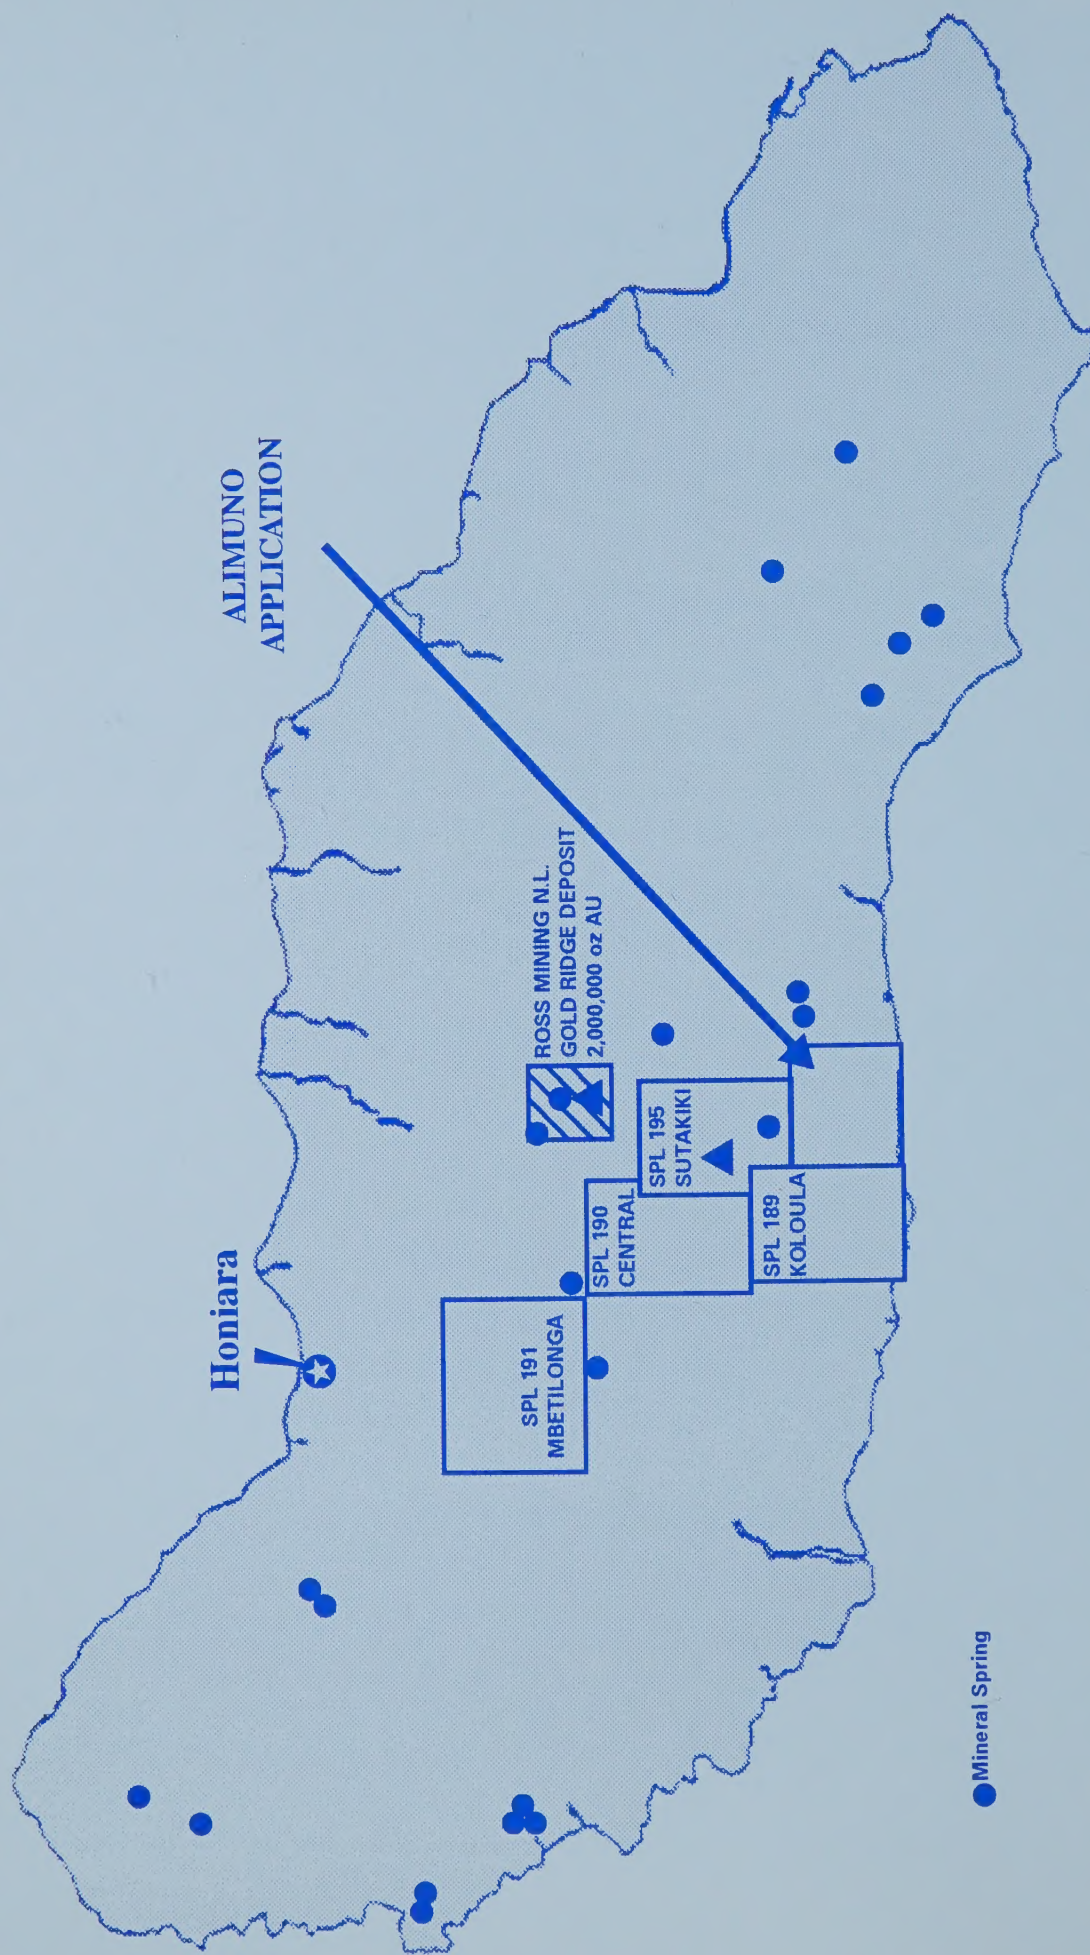 Honiara
ALIMUNO
APPLICATION
ROSS MINING N.L.
GOLD RIDGE DEPOSIT
2,000,000 oz AU
SPL 191
MBETILONGA
SPL 190
CENTRAL
SPL 195
SUTAKIKI
SPL 189
KOLOULA
Mineral Spring